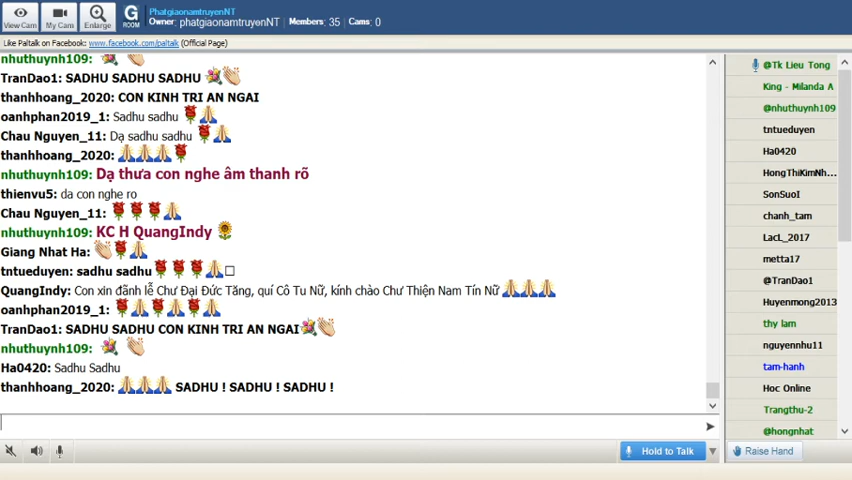 View Cam
My Cam
Enlarge
G ROOM
PhatgiaonamtruyenNT
Owner: phatgiaonamtruyenNT Members: 35 Cams: 0
Like Paltalk on Facebook: www.facebook.com/paltalk (Official Page)
nhuthuynh109:
TranDao1: SADHU SADHU SADHU
thanhhoang_2020: CON KINH TRI AN NGAI
oanhphan2019_1: Sadhu sadhu
Chau Nguyen_11: Dạ sadhu sadhu
thanhhoang_2020:
nhuthuynh109: Dạ thưa con nghe âm thanh rõ
thienvu5: da con nghe ro
Chau Nguyen_11:
nhuthuynh109: KC H QuangIndy
Giang Nhat Ha:
tntueduyen: sadhu sadhu
QuangIndy: Con xin đãnh lễ Chư Đại Đức Tăng, quí Cô Tu Nữ, kính chào Chư Thiện Nam Tín Nữ
oanhphan2019_1:
TranDao1: SADHU SADHU CON KINH TRI AN NGAI
nhuthuynh109:
Ha0420: Sadhu Sadhu
thanhhoang_2020: SADHU ! SADHU ! SADHU !
Hold to Talk
@Tk Lieu Tong
King - Milanda A
@nhuthuynh109
tntueduyen
Ha0420
HongThiKimNh...
SonSuoI
chanh_tam
LacL_2017
metta17
@TranDao1
Huyenmong2013
thy lam
nguyennhu11
tam-hanh
Hoc Online
Trangthu-2
@hongnhat
Raise Hand